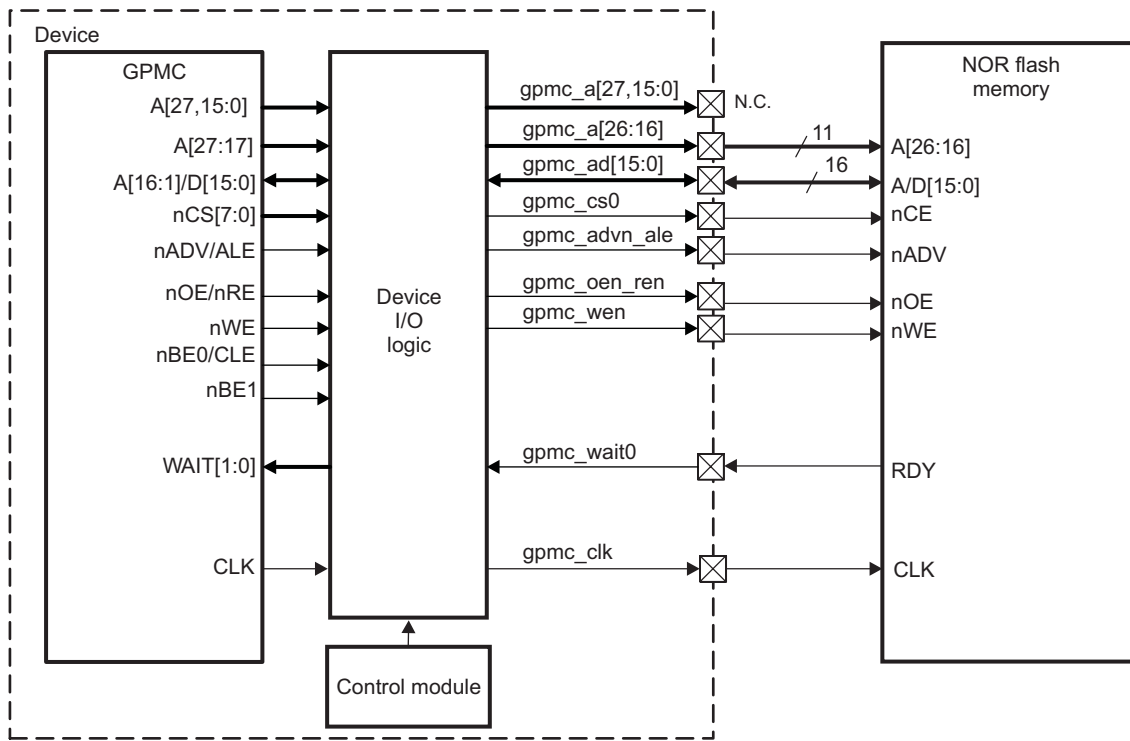 Device
GPMC
A[27,15:0]
A[27:17]
A[16:1]/D[15:0]
nCS[7:0]
nADV/ALE
nOE/nRE
nWE
nBE0/CLE
nBE1
WAIT[1:0]
CLK
Device
I/O
logic
Control module
gpmc_a[27,15:0]
gpmc_a[26:16]
gpmc_ad[15:0]
gpmc_cs0
gpmc_advn_ale
gpmc_oen_ren
gpmc_wen
gpmc_wait0
gpmc_clk
N.C.
11
16
NOR flash
memory
A[26:16]
A/D[15:0]
nCE
nADV
nOE
nWE
RDY
CLK